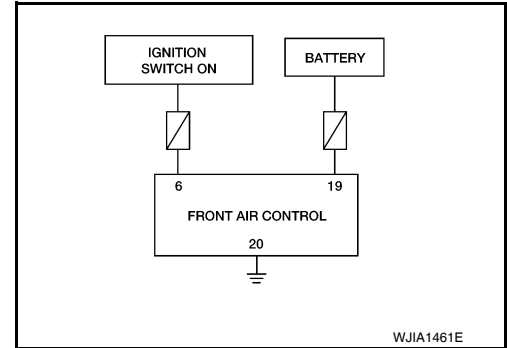 IGNITION
SWITCH ON
BATTERY
6
19
FRONT AIR CONTROL
20
WJIA1461E